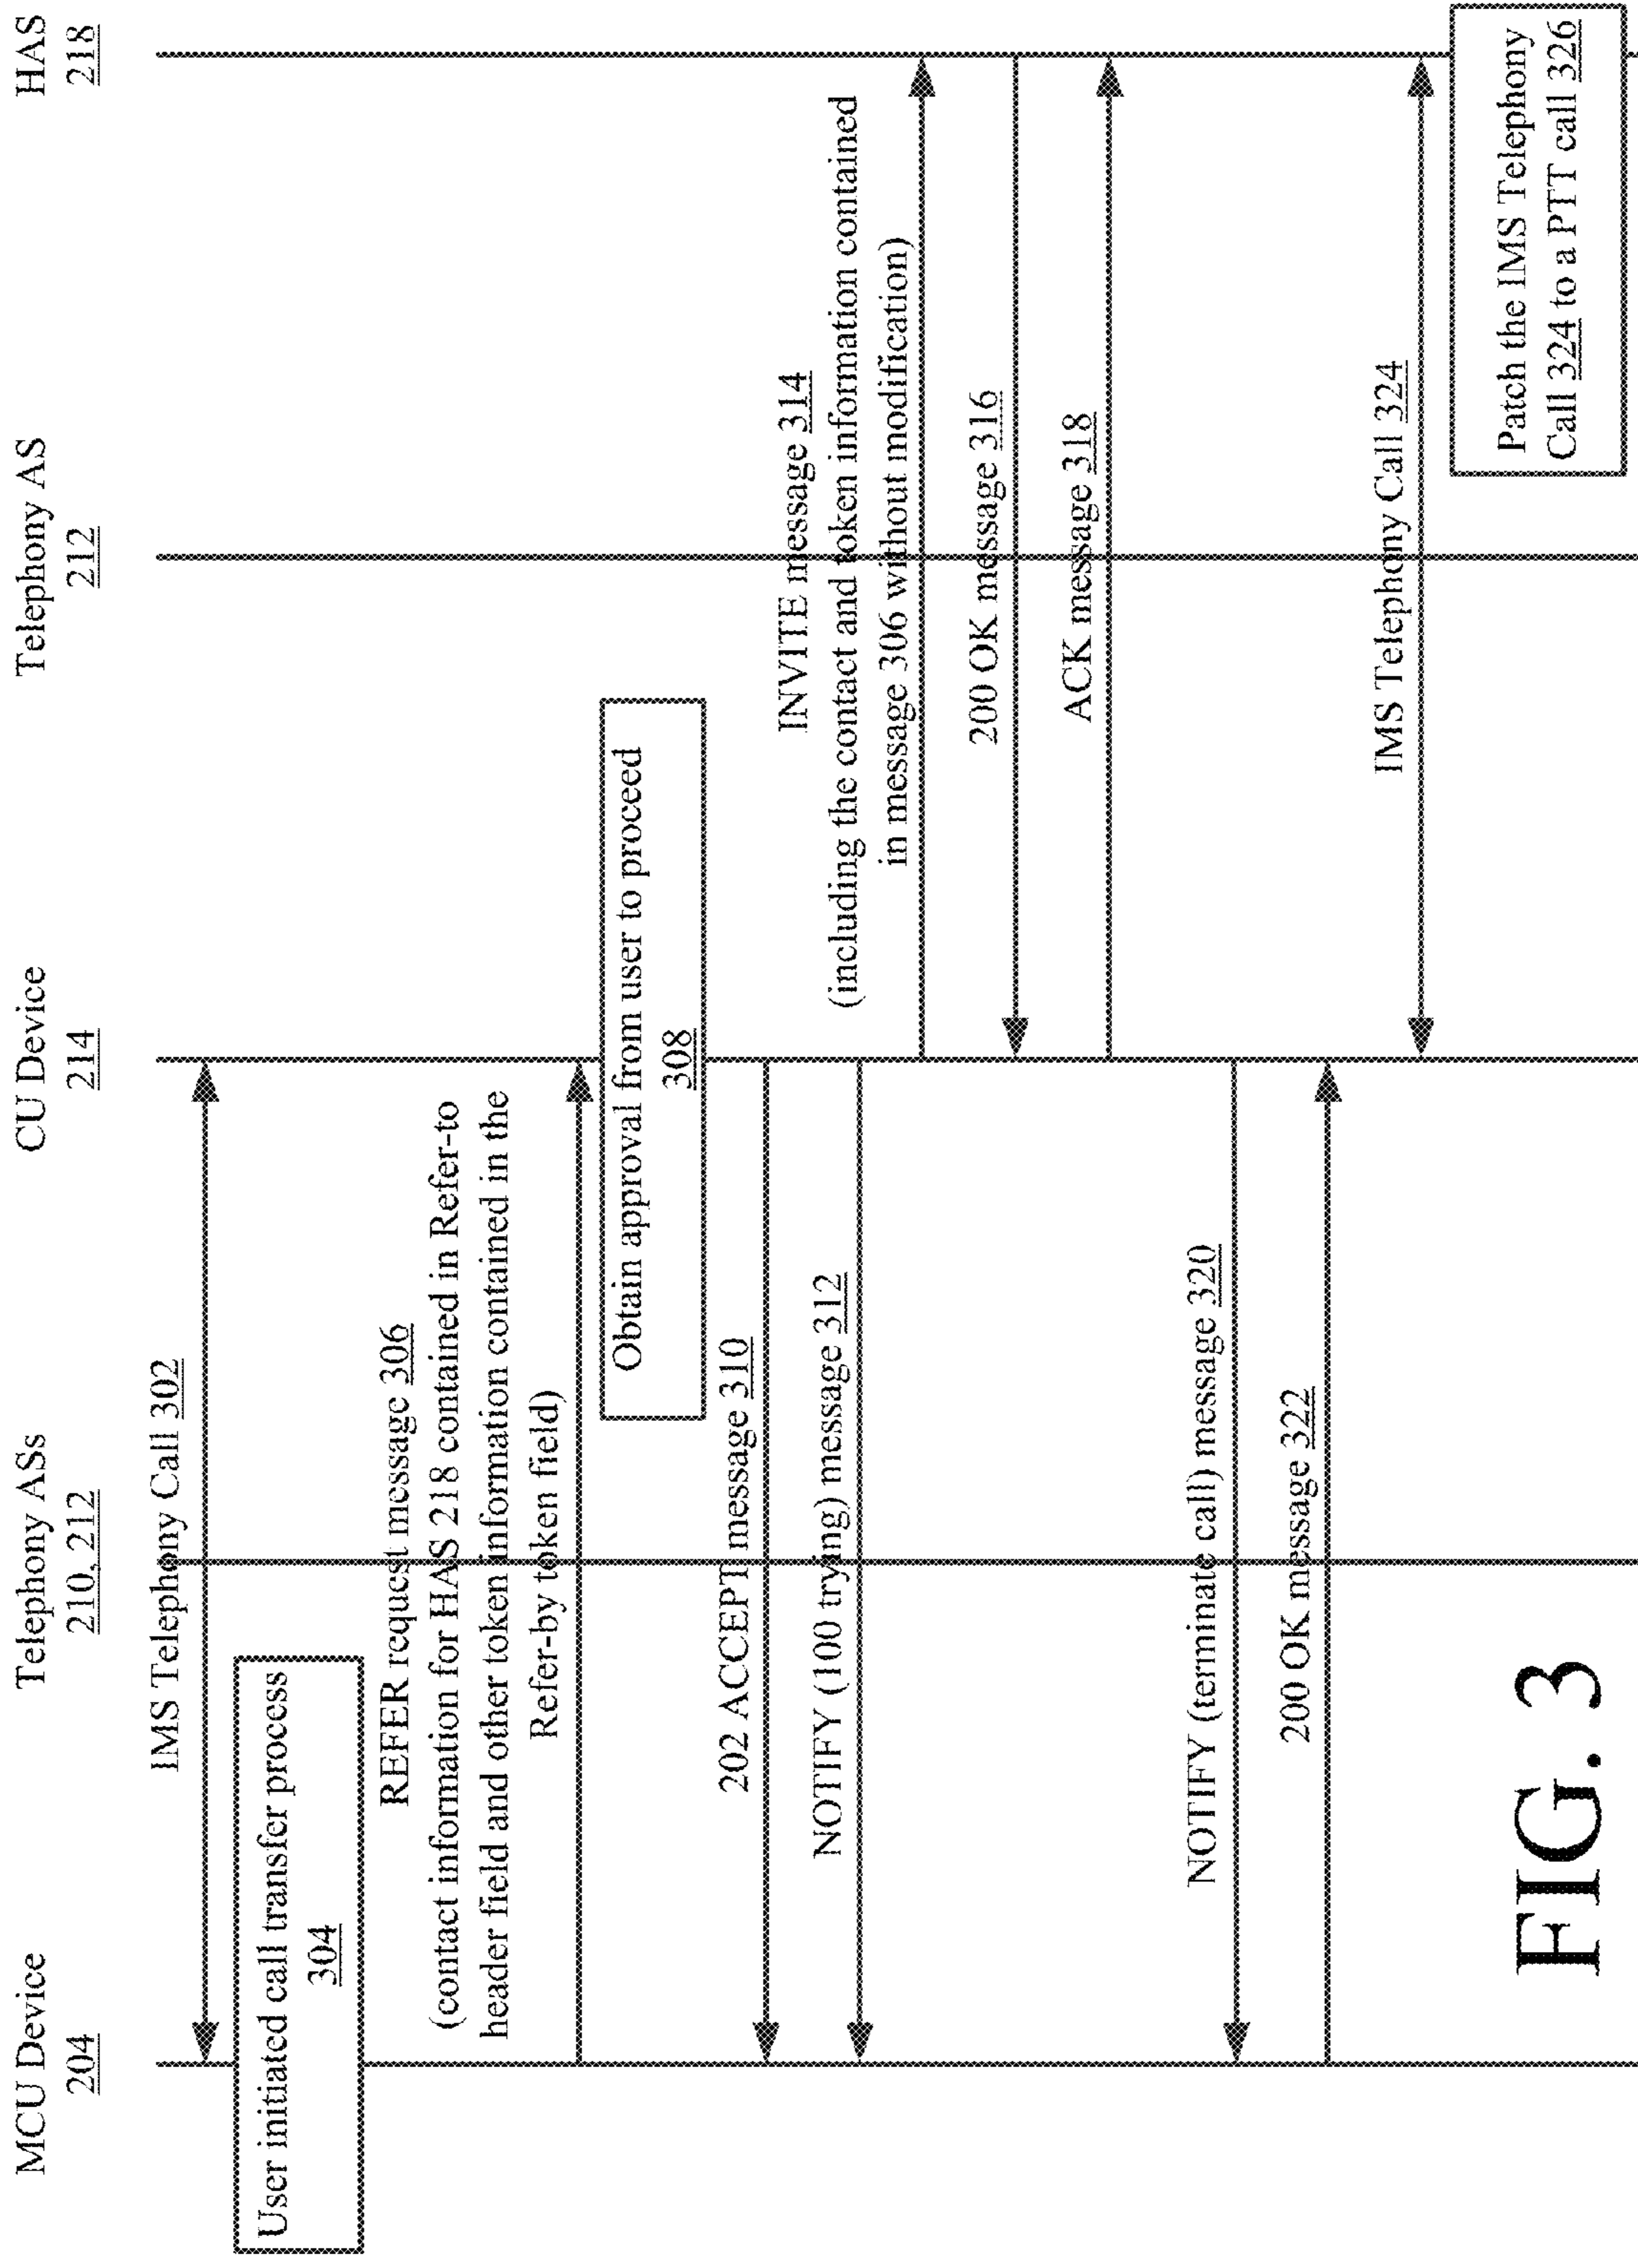 MCU Device
204
Telephony ASs
210, 212
CU Device
214
Telephony AS
212
HAS
218
IMS Telephony Call 302
User initiated call transfer process
304
REFER request message 306
(contact information for HAS 218 contained in Refer-to
header field and other token information contained in the
Refer-by token field)
Obtain approval from user to proceed
308
202 ACCEPT message 310
NOTIFY (100 trying) message 312
INVITE message 314
(including the contact and token information contained
in message 306 without modification)
200 OK message 316
ACK message 318
NOTIFY (terminate call) message 320
200 OK message 322
IMS Telephony Call 324
Patch the IMS Telephony
Call 324 to a PTT call 326
FIG. 3